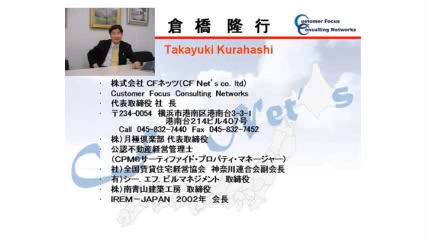 倉 橋 隆 行
Customer Focus
Consulting Networks
Takayuki Kurahashi
・ 株式会社 CFネッツ(CF Net's co. ltd)
・ Customer Focus Consulting Networks
・ 代表取締役 社 長
・ 〒234-0054 横浜市港南区港南台3-3-1
港南台214ビル407号
Call 045-832-7440 Fax 045-832-7452
・ 株)月極倶楽部 代表取締役
・ 公認不動産経営管理士
(CPM®サーティファイド・プロパティ・マネージャー)
・ 社)全国賃貸住宅経営協会 神奈川連合会副会長
・ 有)シー.エフ.ビルマネジメント 取締役
・ 株)南青山建築工房 取締役
・ IREM-JAPAN 2002年 会長